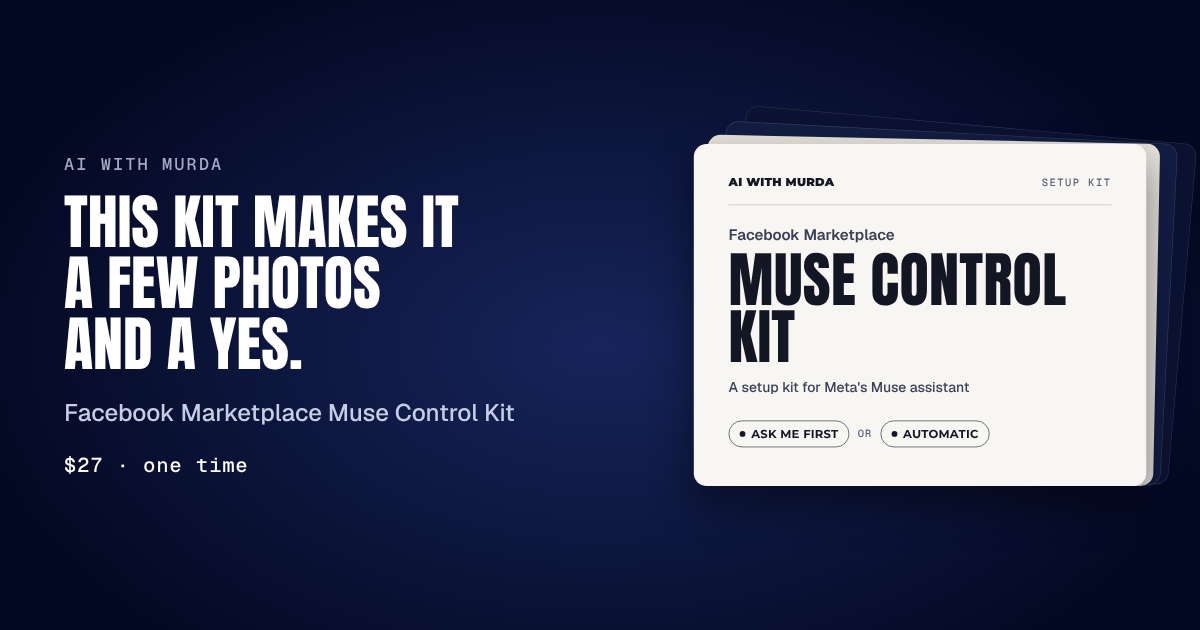 AI WITH MURDA
THIS KIT MAKES IT
A FEW PHOTOS
AND A YES.
Facebook Marketplace Muse Control Kit
$27 · one time
AI WITH MURDA
SETUP KIT
Facebook Marketplace
MUSE CONTROL
KIT
A setup kit for Meta's Muse assistant
ASK ME FIRST OR AUTOMATIC